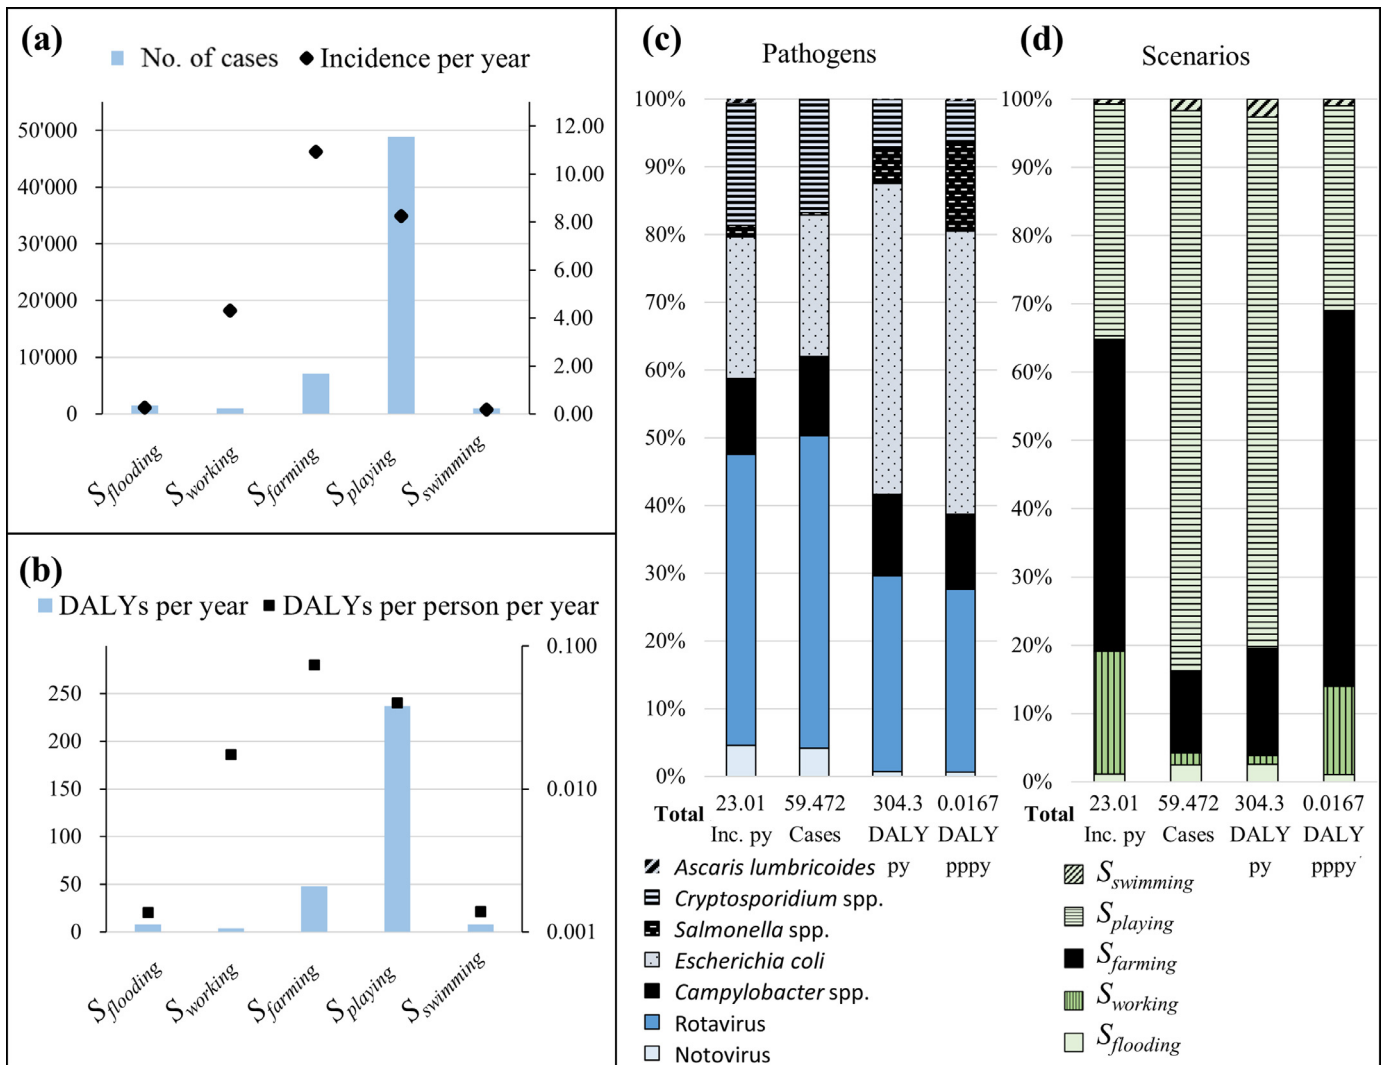 (a)
No. of cases Incidence per year
50'000
40'000
30'000
20'000
10'000
0
12.00
10.00
8.00
6.00
4.00
2.00
0.00
S flooding
S working
S farming
S playing
S swimming
(b)
DALYs per year DALYs per person per year
250
200
150
100
50
0
0.100
0.010
0.001
S flooding
S working
S farming
S playing
S swimming
(c)
Pathogens
100%
90%
80%
70%
60%
50%
40%
30%
20%
10%
0%
Total
23.01 59.472 304.3 0.0167
Inc. py Cases DALY DALY
py pppy
Ascaris lumbricoides
Cryptosporidium spp.
Salmonella spp.
Escherichia coli
Campylobacter spp.
Rotavirus
Notovirus
(d)
Scenarios
100%
90%
80%
70%
60%
50%
40%
30%
20%
10%
0%
Total
23.01 59.472 304.3 0.0167
Inc. py Cases DALY DALY
py pppy
S swimming
S playing
S farming
S working
S flooding